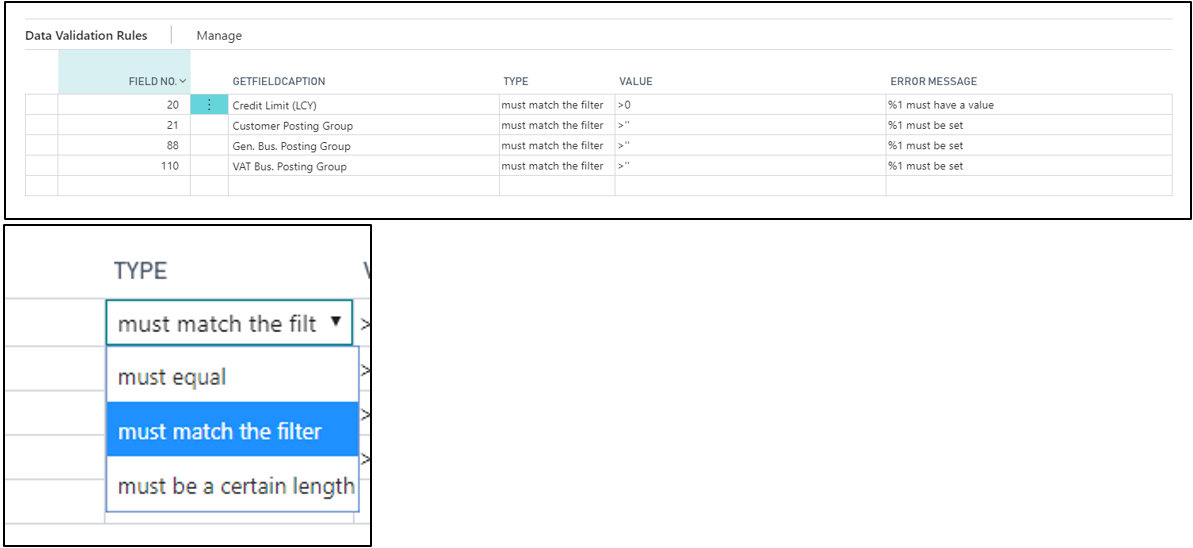 Data Validation Rules Manage
FIELD NO. GETFIELDCAPTION TYPE VALUE ERROR MESSAGE
20 Credit Limit (LCY) must match the filter >0 %1 must have a value
21 Customer Posting Group must match the filter >'' %1 must be set
88 Gen. Bus. Posting Group must match the filter >'' %1 must be set
110 VAT Bus. Posting Group must match the filter >'' %1 must be set
TYPE
must match the filt >
must equal >
must match the filter >
must be a certain length >